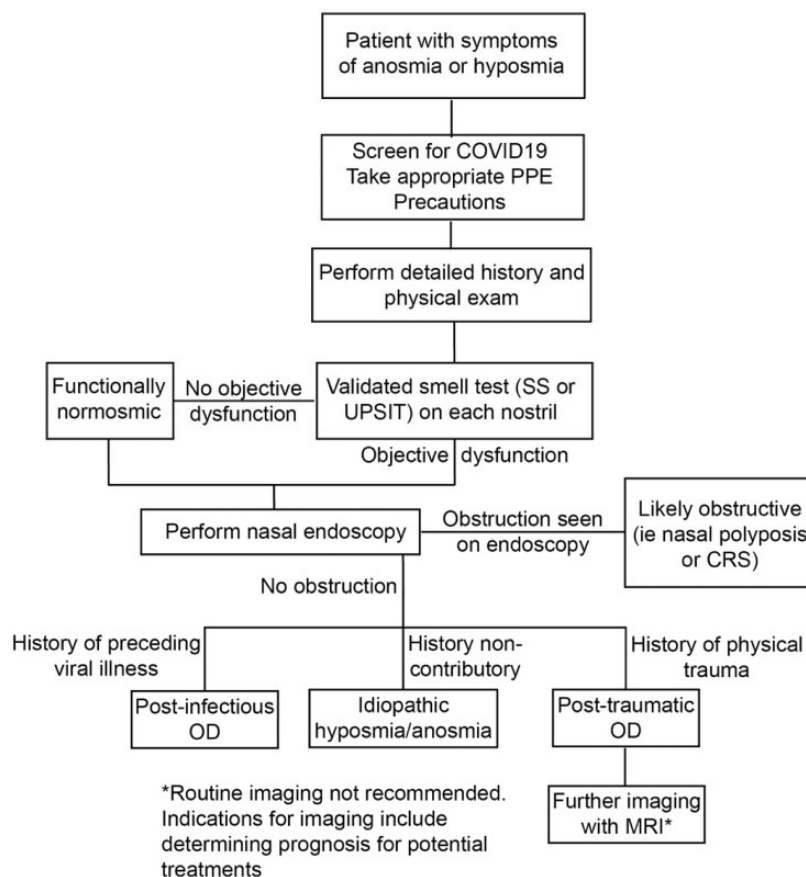 Patient with symptoms
of anosmia or hyposmia
Screen for COVID19
Take appropriate PPE
Precautions
Perform detailed history and
physical exam
Functionally
normosmic
No objective
dysfunction
Validated smell test (SS or
UPSIT) on each nostril
Objective dysfunction
Perform nasal endoscopy
Obstruction seen
on endoscopy
Likely obstructive
(ie nasal polyposis
or CRS)
No obstruction
History of preceding
viral illness
History non-
contributory
History of physical
trauma
Post-infectious
OD
Idiopathic
hyposmia/anosmia
Post-traumatic
OD
*Routine imaging not recommended.
Indications for imaging include
determining prognosis for potential
treatments
Further imaging
with MRI*